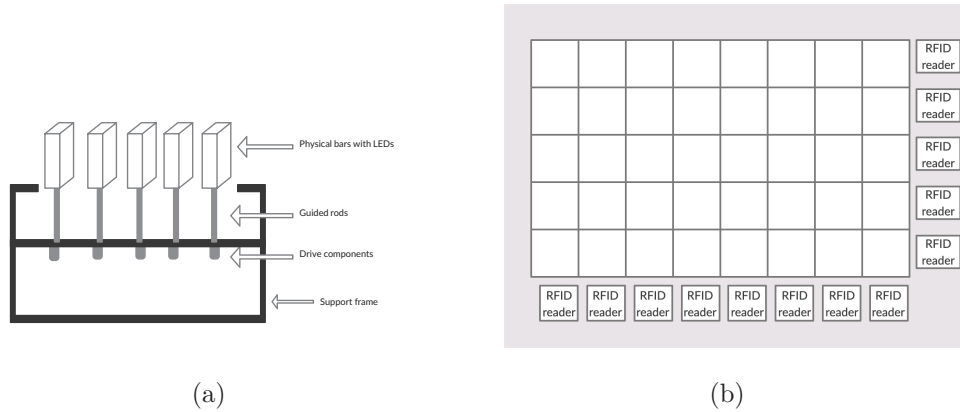 Physical bars with LEDs
Guided rods
Drive components
Support frame
(a)
RFID
reader
RFID
reader
RFID
reader
RFID
reader
RFID
reader
RFID
reader
RFID
reader
RFID
reader
RFID
reader
RFID
reader
RFID
reader
RFID
reader
RFID
reader
(b)